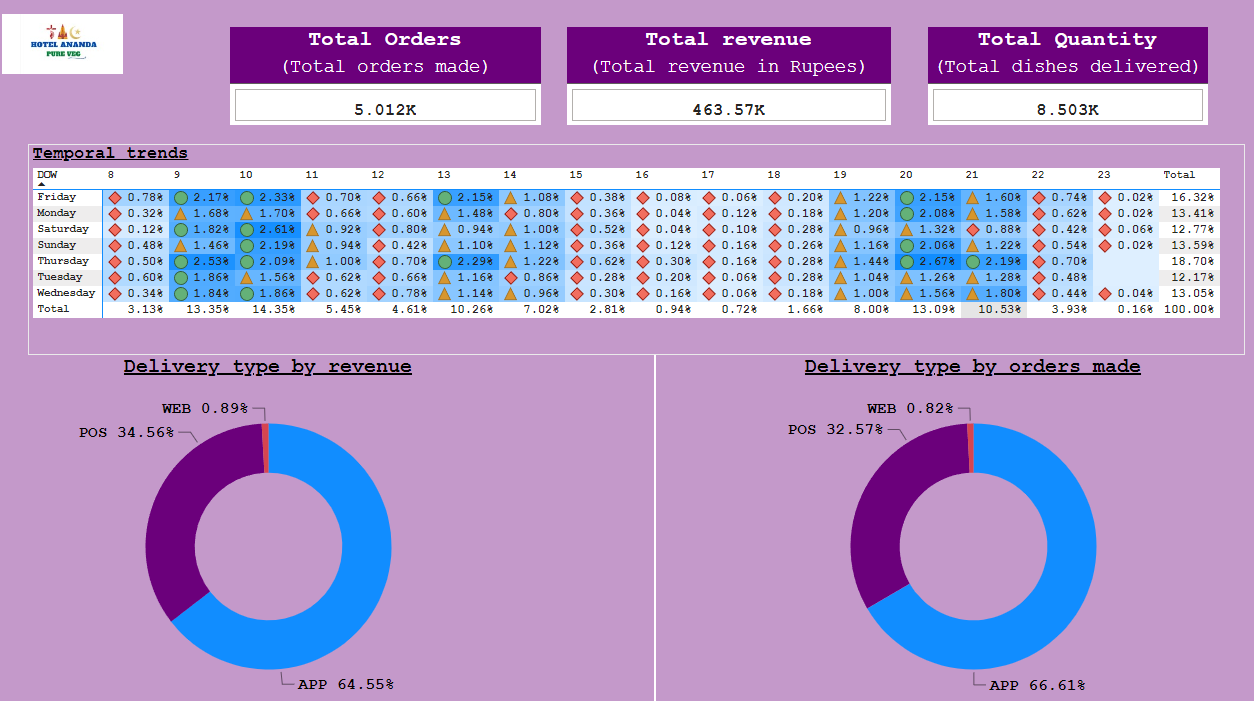 HOTEL ANANDA
PURE VEG
Total Orders
(Total orders made)
5.012K
Total revenue
(Total revenue in Rupees)
463.57K
Total Quantity
(Total dishes delivered)
8.503K
Temporal trends
DOW 8 9 10 11 12 13 14 15 16 17 18 19 20 21 22 23 Total
Friday 0.78% 2.17% 2.33% 0.70% 0.66% 2.15% 1.08% 0.38% 0.08% 0.06% 0.20% 1.22% 2.15% 1.60% 0.74% 0.02% 16.32%
Monday 0.32% 1.68% 1.70% 0.66% 0.60% 1.48% 0.80% 0.36% 0.04% 0.12% 0.18% 1.20% 2.08% 1.58% 0.62% 0.02% 13.41%
Saturday 0.12% 1.82% 2.61% 0.92% 0.80% 0.94% 1.00% 0.52% 0.04% 0.10% 0.28% 0.96% 1.32% 0.88% 0.42% 0.06% 12.77%
Sunday 0.48% 1.46% 2.19% 0.94% 0.42% 1.10% 1.12% 0.36% 0.12% 0.16% 0.26% 1.16% 2.06% 1.22% 0.54% 0.02% 13.59%
Thursday 0.50% 2.53% 2.09% 1.00% 0.70% 2.29% 1.22% 0.62% 0.30% 0.16% 0.28% 1.44% 2.67% 2.19% 0.70% 18.70%
Tuesday 0.60% 1.86% 1.56% 0.62% 0.66% 1.16% 0.86% 0.28% 0.20% 0.06% 0.28% 1.04% 1.26% 1.28% 0.48% 12.17%
Wednesday 0.34% 1.84% 1.86% 0.62% 0.78% 1.14% 0.96% 0.30% 0.16% 0.06% 0.18% 1.00% 1.56% 1.80% 0.44% 0.04% 13.05%
Total 3.13% 13.35% 14.35% 5.45% 4.61% 10.26% 7.02% 2.81% 0.94% 0.72% 1.66% 8.00% 13.09% 10.53% 3.93% 0.16% 100.00%
Delivery type by revenue
WEB 0.89%
POS 34.56%
APP 64.55%
Delivery type by orders made
WEB 0.82%
POS 32.57%
APP 66.61%